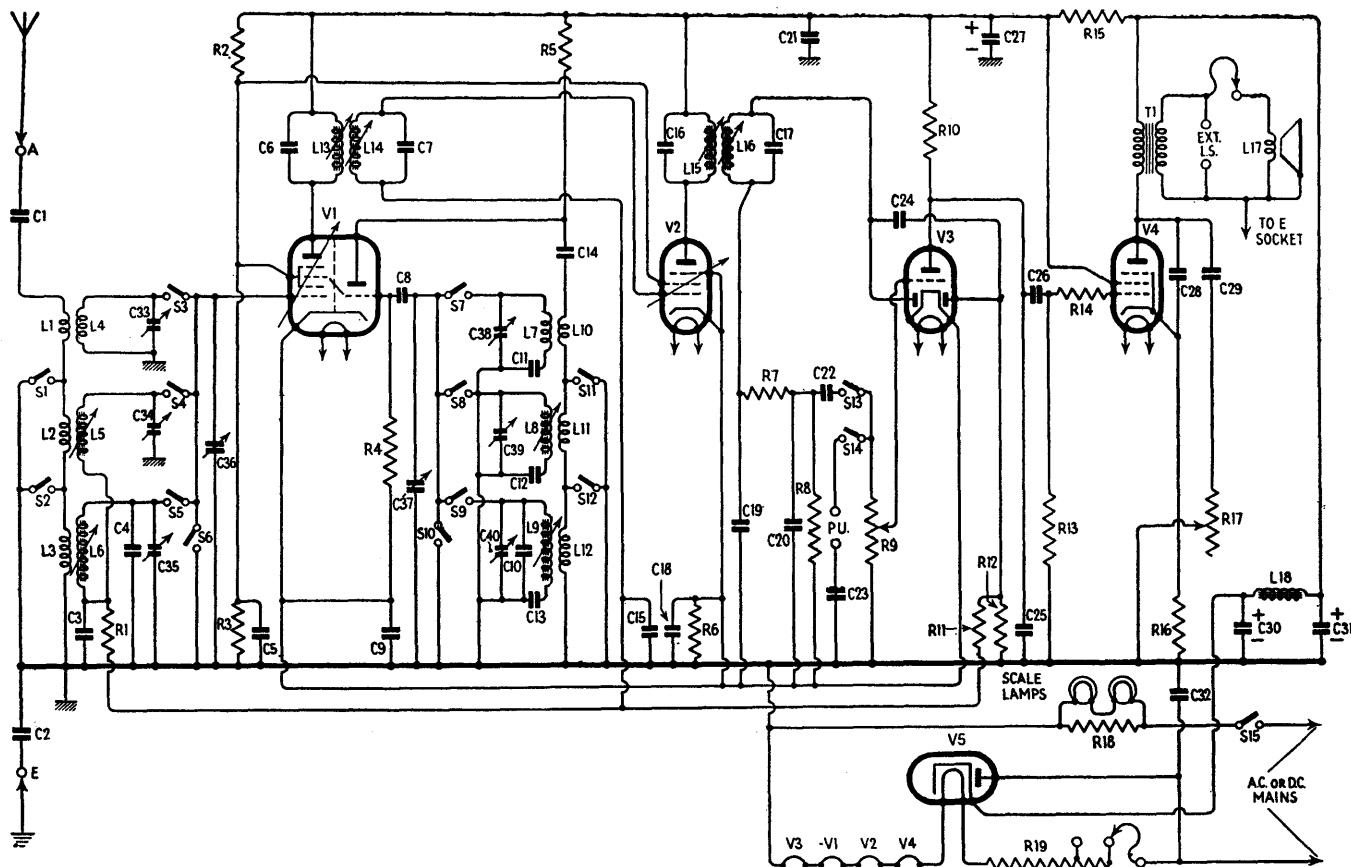 R2
R5
C21
+
-
C27
R15
A
C6
L13
L14
C7
C16
L15
L16
C17
R10
T1
EXT.
L.S.
L17
C1
V1
C24
V2
V3
V4
TO E
SOCKET
C14
C8
C26
R14
C28
C29
S3
S7
L1
L4
C33
C38
L7
L10
C11
S1
S4
S8
S11
R7
C22
S13
L2
L5
C34
C36
R4
C37
C39
L8
L11
C12
S14
S2
S5
S9
S12
R8
P.U.
R9
R13
R17
L3
L6
C4
C35
S6
S10
C40
C10
L9
L12
C13
C19
C20
C23
R12
L18
C3
R1
R3
C5
C9
C15
C18
R6
R11
C25
R16
+
-
C30
C31
+
-
SCALE
LAMPS
C2
C32
R18
S15
V5
E
A.C. OR D.C.
MAINS
V3
-V1
V2
V4
R19